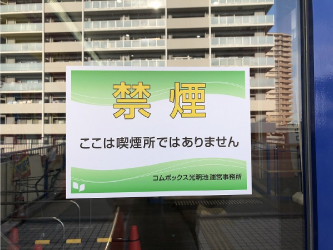 禁煙
ここは喫煙所ではありません
コムボックス光明池運営事務所